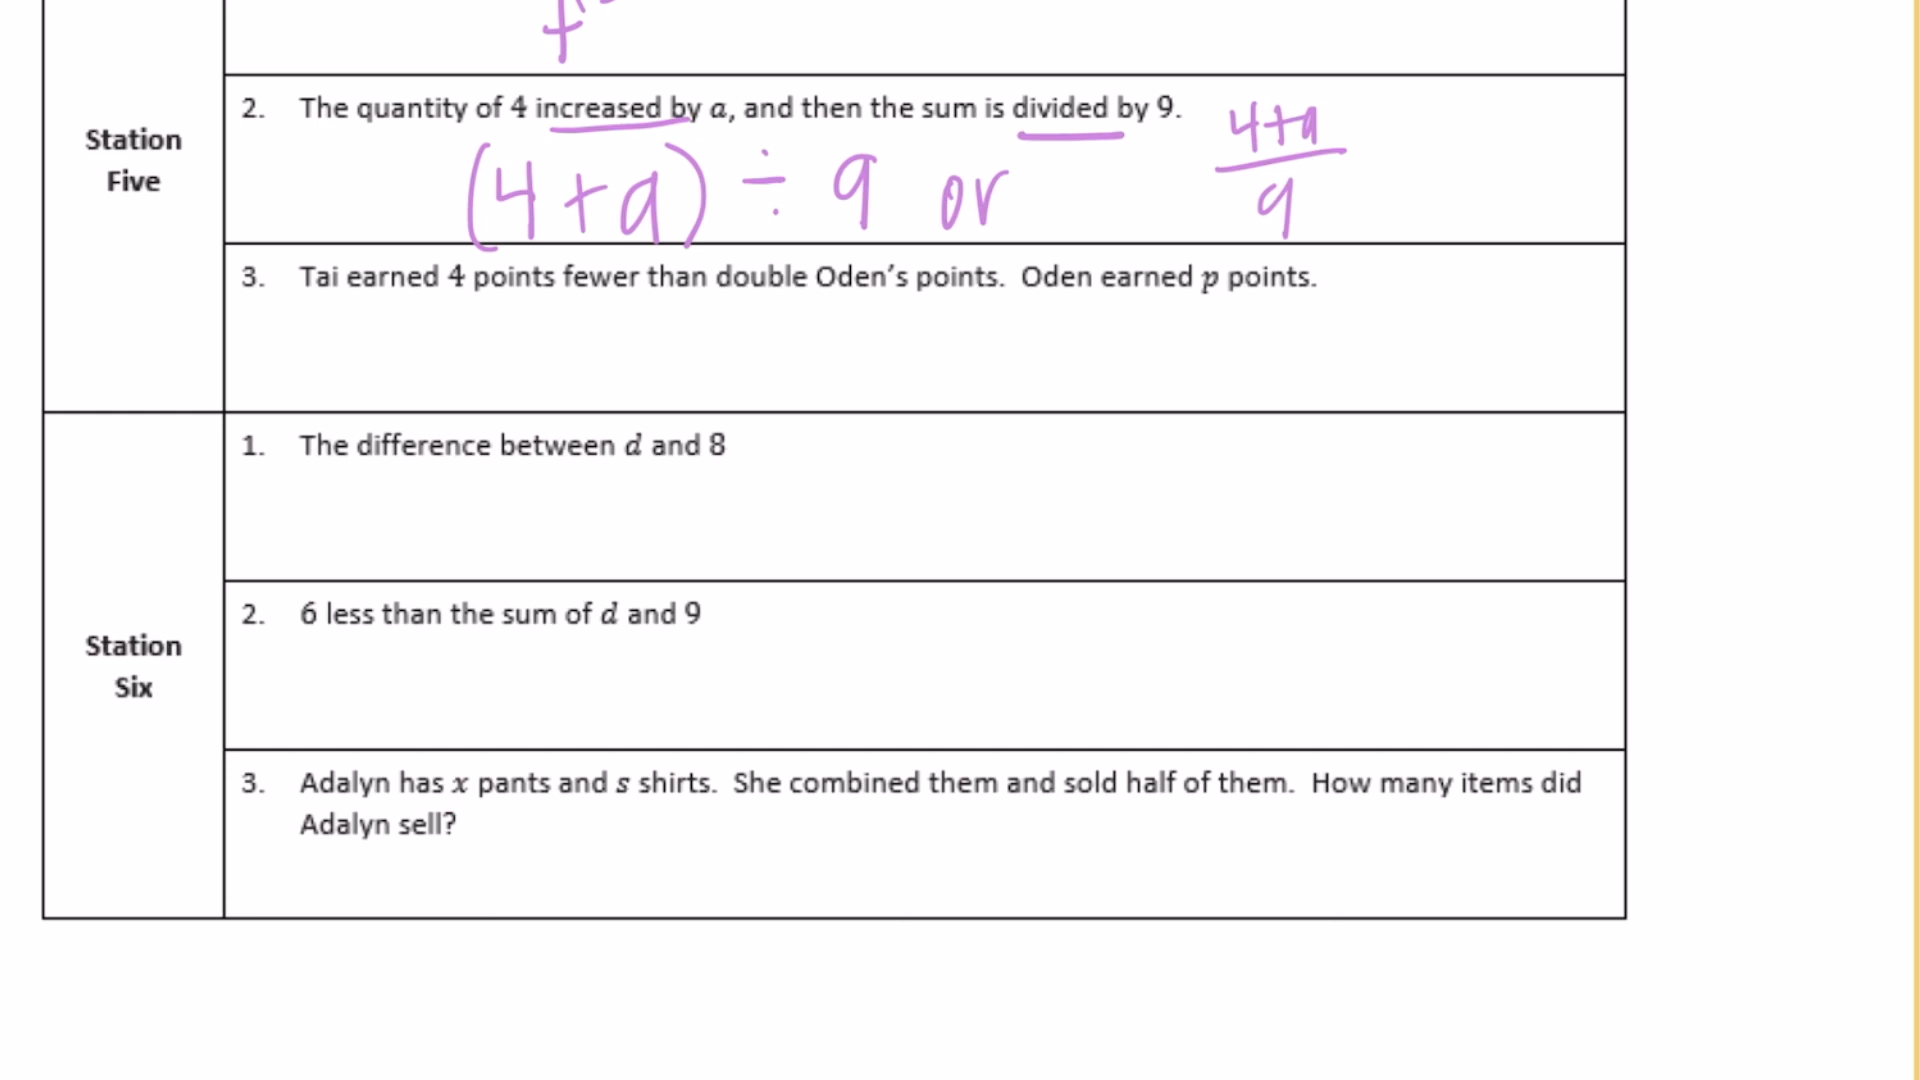 2. The quantity of 4 increased by a, and then the sum is divided by 9.
4+a
(4+a) ÷ 9 or
9
Station
Five
3. Tai earned 4 points fewer than double Oden's points. Oden earned p points.
1. The difference between d and 8
2. 6 less than the sum of d and 9
Station
Six
3. Adalyn has x pants and s shirts. She combined them and sold half of them. How many items did
Adalyn sell?